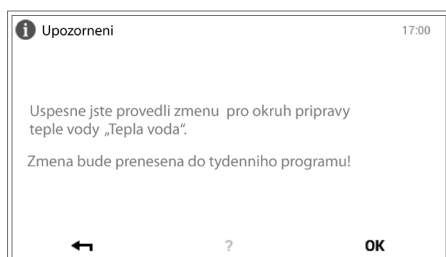 Upozorneni
17:00
Uspesne jste provedli zmenu pro okruh pripravy
teple vody „Tepla voda“.
Zmena bude prenesena do tydenniho programu!
?
OK